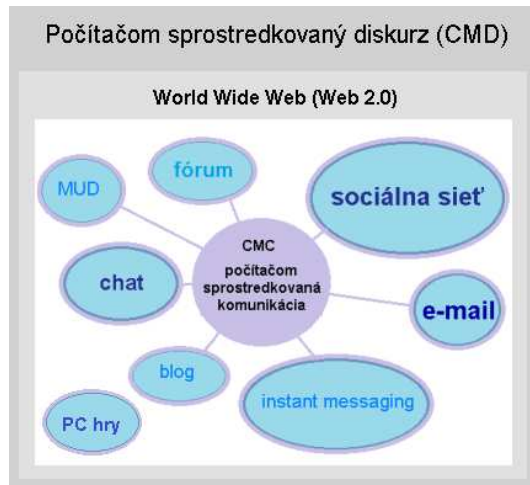 Počítačom sprostredkovaný diskurz (CMD)
World Wide Web (Web 2.0)
MUD
fórum
sociálna sieť
CMC
počítačom
sprostredkovaná
komunikácia
chat
e-mail
blog
instant messaging
PC hry